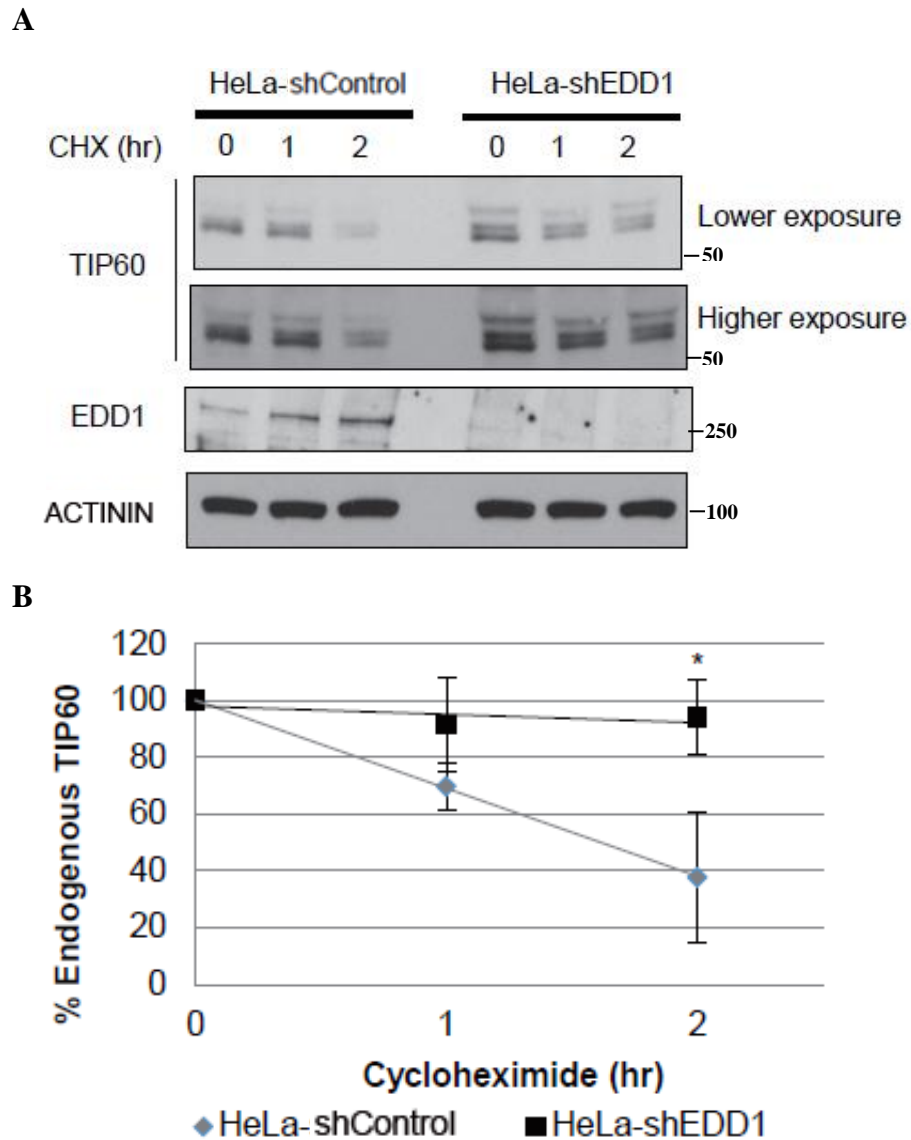 A
HeLa-shControl HeLa-shEDD1
CHX (hr) 0 1 2 0 1 2
Lower exposure
50
TIP60
Higher exposure
50
EDD1
250
ACTININ
100
B
120
*
100
80
60
40
20
0
% Endogenous TIP60
0 1 2
Cycloheximide (hr)
HeLa-shControl HeLa-shEDD1